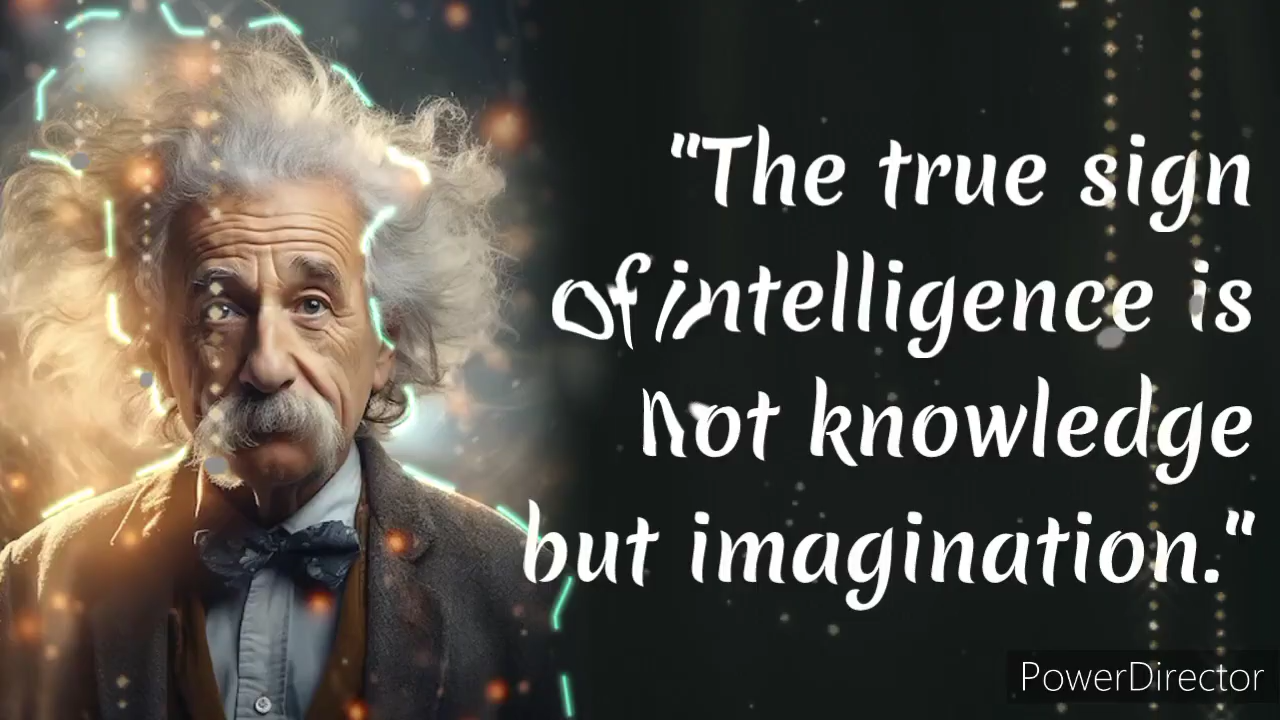 "The true sign
of intelligence is
not knowledge
but imagination."
PowerDirector